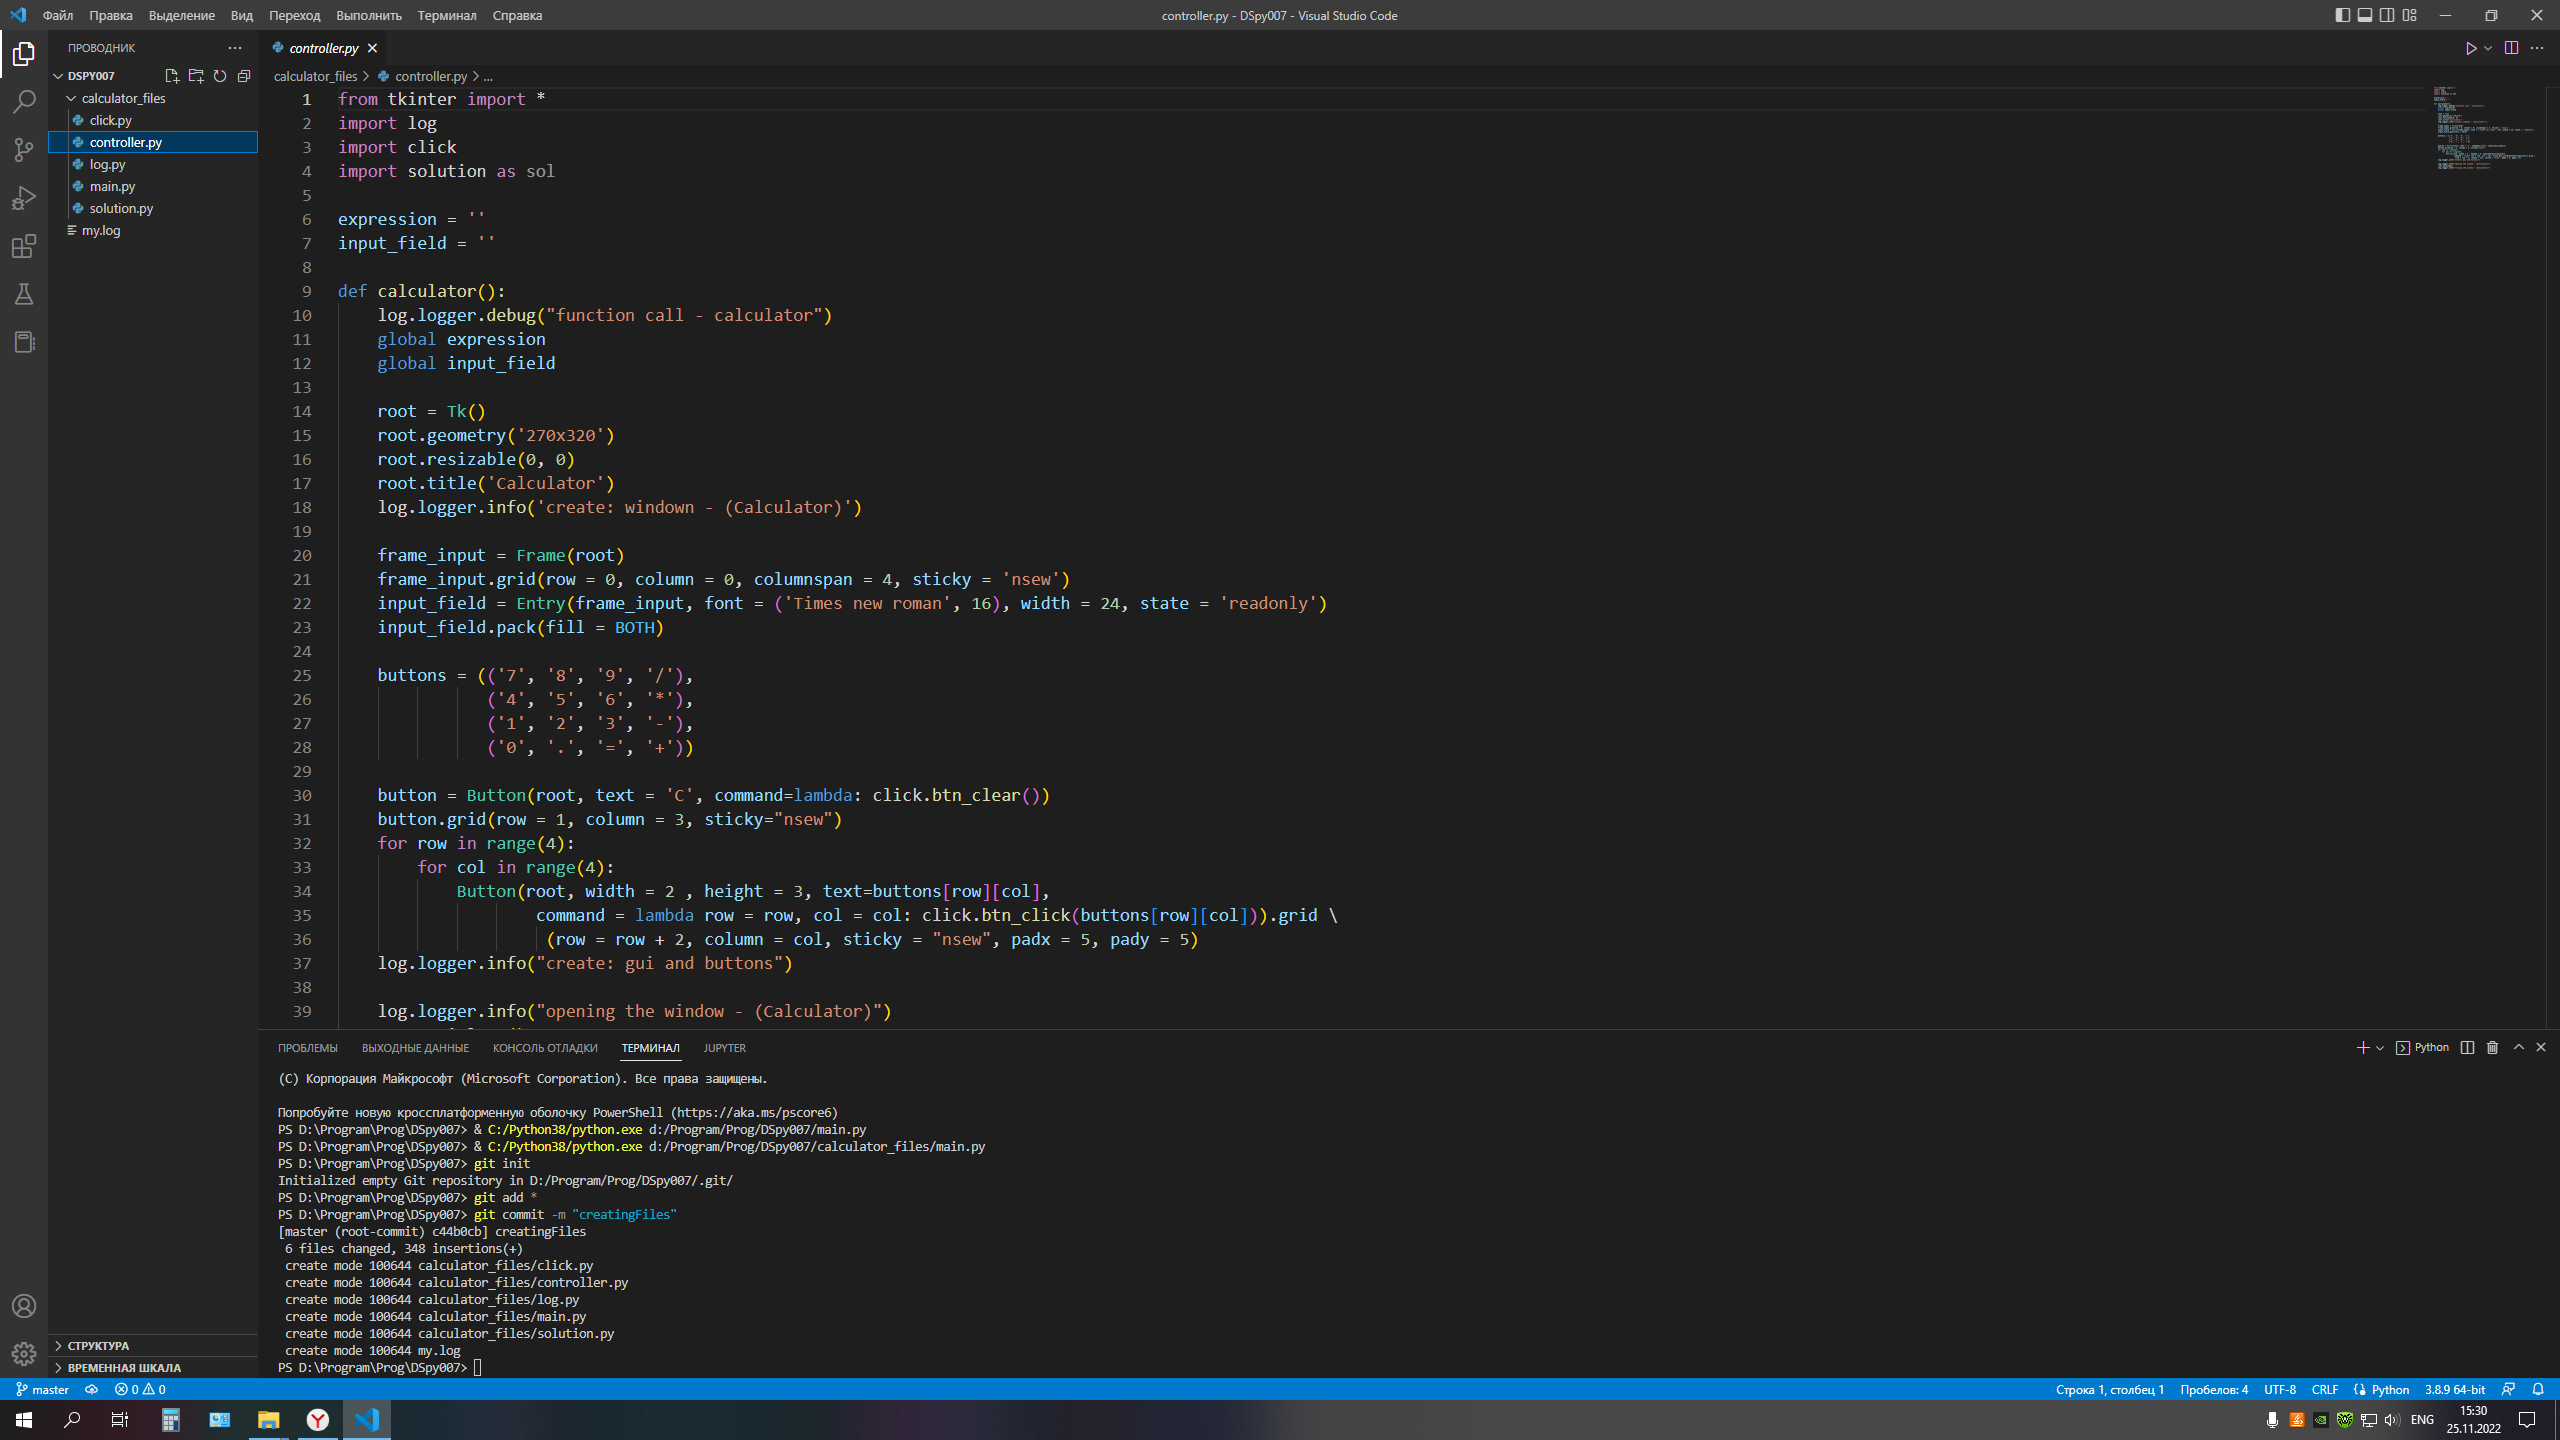 Файл Правка Выделение Вид Переход Выполнить Терминал Справка
controller.py - DSpy007 - Visual Studio Code
ПРОВОДНИК
DSPY007
calculator_files
click.py
controller.py
log.py
main.py
solution.py
my.log
СТРУКТУРА
ВРЕМЕННАЯ ШКАЛА
controller.py
calculator_files > controller.py > ...
1 from tkinter import *
2 import log
3 import click
4 import solution as sol
5
6 expression = ''
7 input_field = ''
8
9 def calculator():
10 log.logger.debug("function call - calculator")
11 global expression
12 global input_field
13
14 root = Tk()
15 root.geometry('270x320')
16 root.resizable(0, 0)
17 root.title('Calculator')
18 log.logger.info('create: windown - (Calculator)')
19
20 frame_input = Frame(root)
21 frame_input.grid(row = 0, column = 0, columnspan = 4, sticky = 'nsew')
22 input_field = Entry(frame_input, font = ('Times new roman', 16), width = 24, state = 'readonly')
23 input_field.pack(fill = BOTH)
24
25 buttons = (('7', '8', '9', '/'),
26 ('4', '5', '6', '*'),
27 ('1', '2', '3', '-'),
28 ('0', '.', '=', '+'))
29
30 button = Button(root, text = 'C', command=lambda: click.btn_clear())
31 button.grid(row = 1, column = 3, sticky="nsew")
32 for row in range(4):
33 for col in range(4):
34 Button(root, width = 2 , height = 3, text=buttons[row][col],
35 command = lambda row = row, col = col: click.btn_click(buttons[row][col])).grid \
36 (row = row + 2, column = col, sticky = "nsew", padx = 5, pady = 5)
37 log.logger.info("create: gui and buttons")
38
39 log.logger.info("opening the window - (Calculator)")
ПРОБЛЕМЫ ВЫХОДНЫЕ ДАННЫЕ КОНСОЛЬ ОТЛАДКИ ТЕРМИНАЛ JUPYTER
Python
(C) Корпорация Майкрософт (Microsoft Corporation). Все права защищены.
Попробуйте новую кроссплатформенную оболочку PowerShell (https://aka.ms/pscore6)
PS D:\Program\Prog\DSpy007> & C:/Python38/python.exe d:/Program/Prog/DSpy007/main.py
PS D:\Program\Prog\DSpy007> & C:/Python38/python.exe d:/Program/Prog/DSpy007/calculator_files/main.py
PS D:\Program\Prog\DSpy007> git init
Initialized empty Git repository in D:/Program/Prog/DSpy007/.git/
PS D:\Program\Prog\DSpy007> git add *
PS D:\Program\Prog\DSpy007> git commit -m "creatingFiles"
[master (root-commit) c44b0cb] creatingFiles
6 files changed, 348 insertions(+)
create mode 100644 calculator_files/click.py
create mode 100644 calculator_files/controller.py
create mode 100644 calculator_files/log.py
create mode 100644 calculator_files/main.py
create mode 100644 calculator_files/solution.py
create mode 100644 my.log
PS D:\Program\Prog\DSpy007>
master 0 0
Строка 1, столбец 1 Пробелов: 4 UTF-8 CRLF Python 3.8.9 64-bit
ENG
15:30
25.11.2022